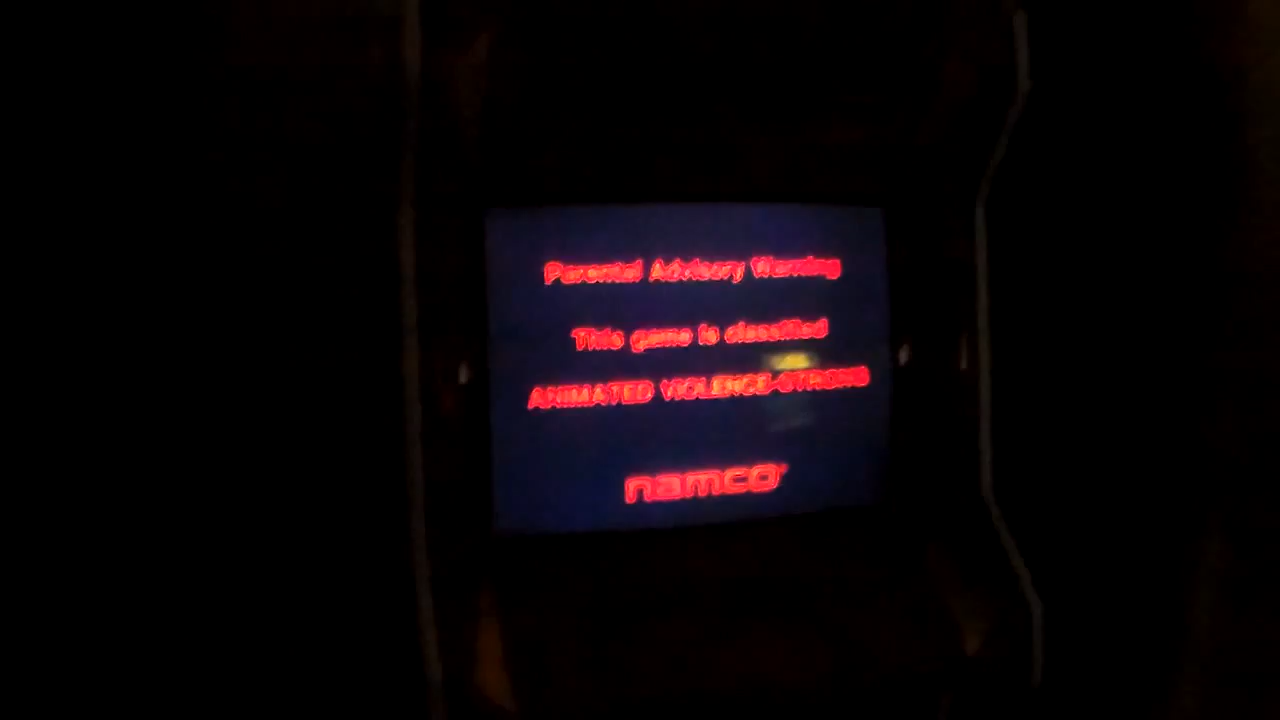 Parental Advisory Warning
This game is classified
ANIMATED VIOLENCE-STRONG
namco